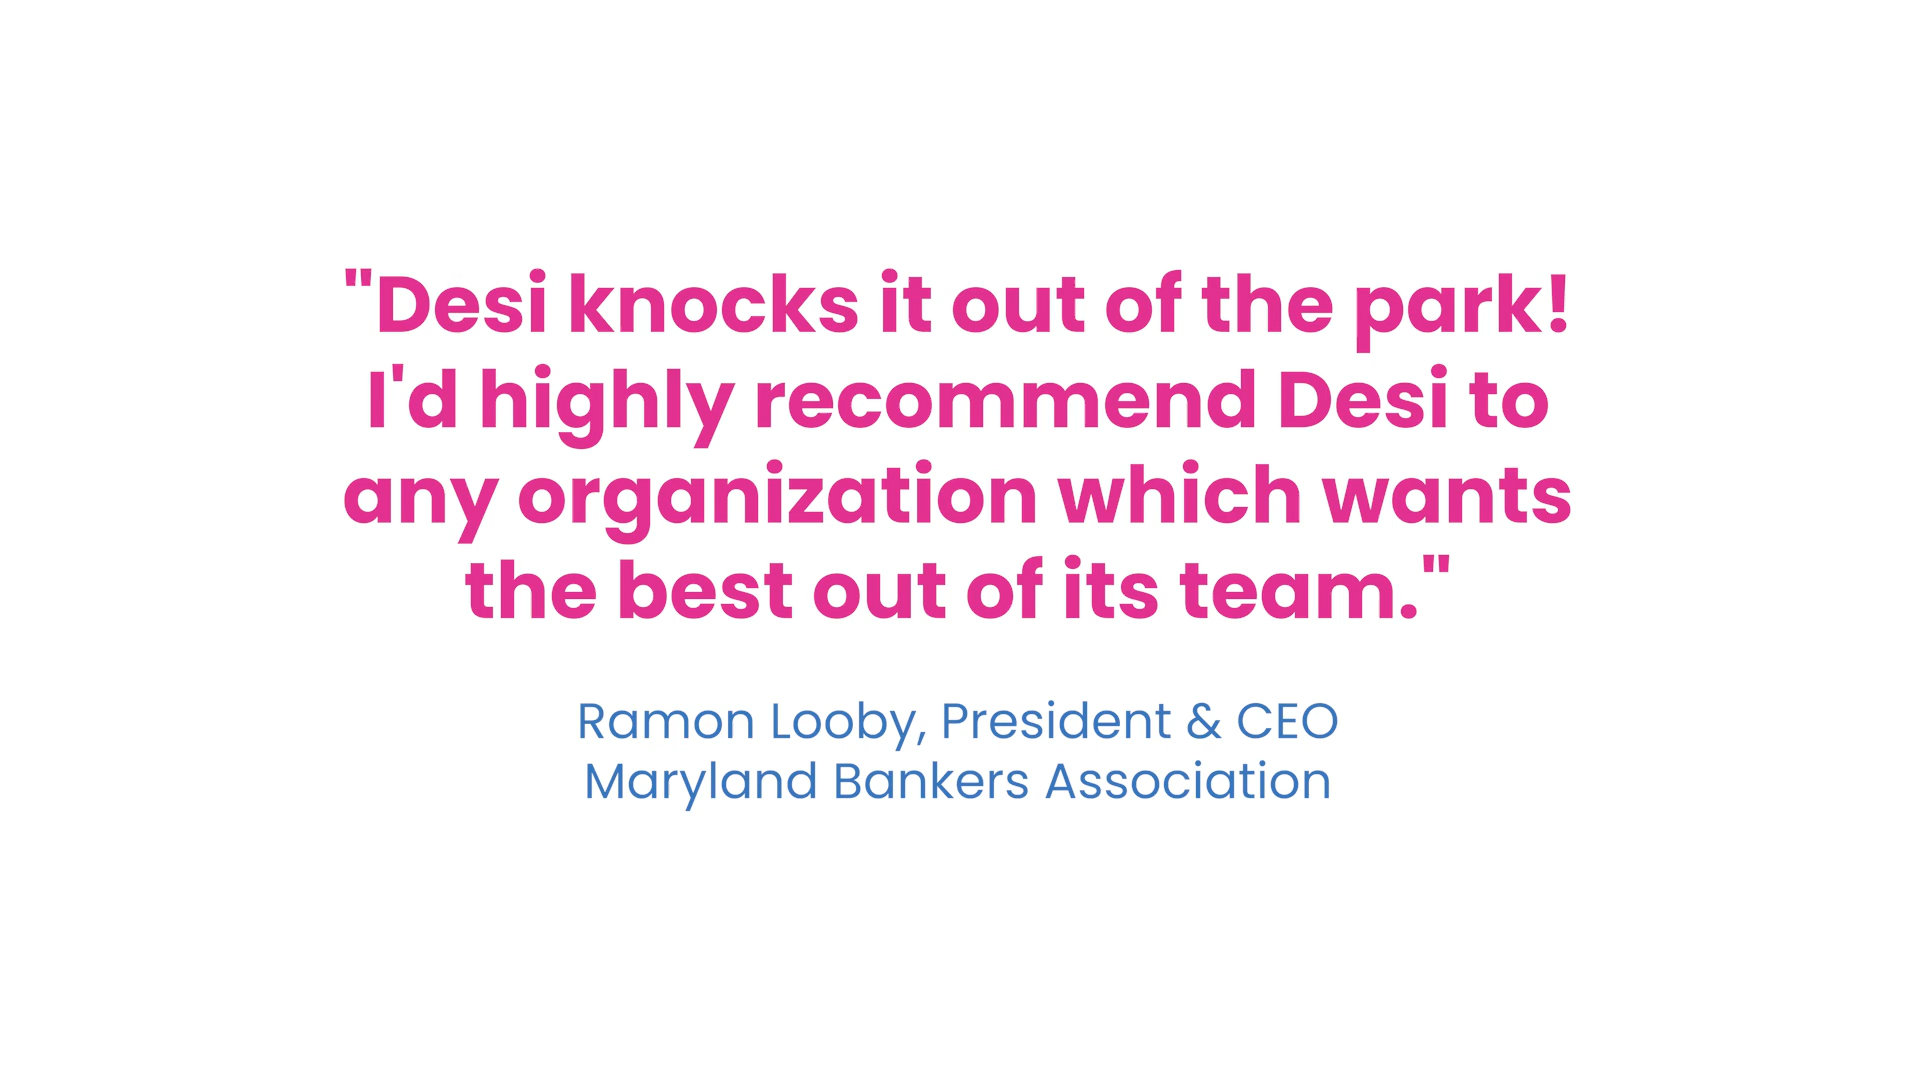 "Desi knocks it out of the park!
I'd highly recommend Desi to
any organization which wants
the best out of its team."
Ramon Looby, President & CEO
Maryland Bankers Association